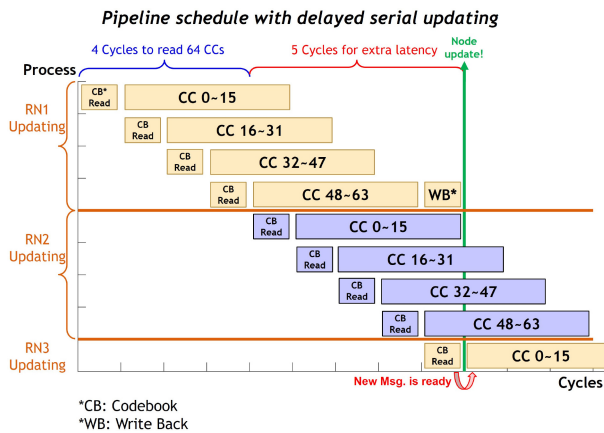 Pipeline schedule with delayed serial updating
4 Cycles to read 64 CCs
5 Cycles for extra latency
Node
update!
Process
RN1
Updating
CB*
Read
CC 0~15
CB
Read
CC 16~31
CB
Read
CC 32~47
CB
Read
CC 48~63
WB*
RN2
Updating
CB
Read
CC 0~15
CB
Read
CC 16~31
CB
Read
CC 32~47
CB
Read
CC 48~63
RN3
Updating
CB
Read
CC 0~15
New Msg. is ready
Cycles
*CB: Codebook
*WB: Write Back